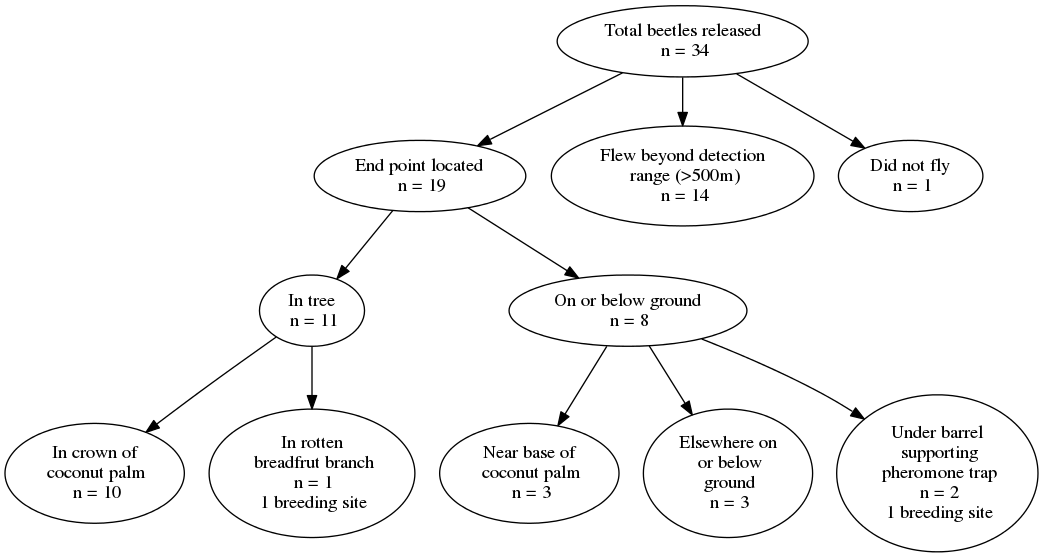 Total beetles released
n = 34
End point located
n = 19
Flew beyond detection
range (>500m)
n = 14
Did not fly
n = 1
In tree
n = 11
On or below ground
n = 8
In crown of
coconut palm
n = 10
In rotten
breadfrut branch
n = 1
1 breeding site
Near base of
coconut palm
n = 3
Elsewhere on
or below
ground
n = 3
Under barrel
supporting
pheromone trap
n = 2
1 breeding site